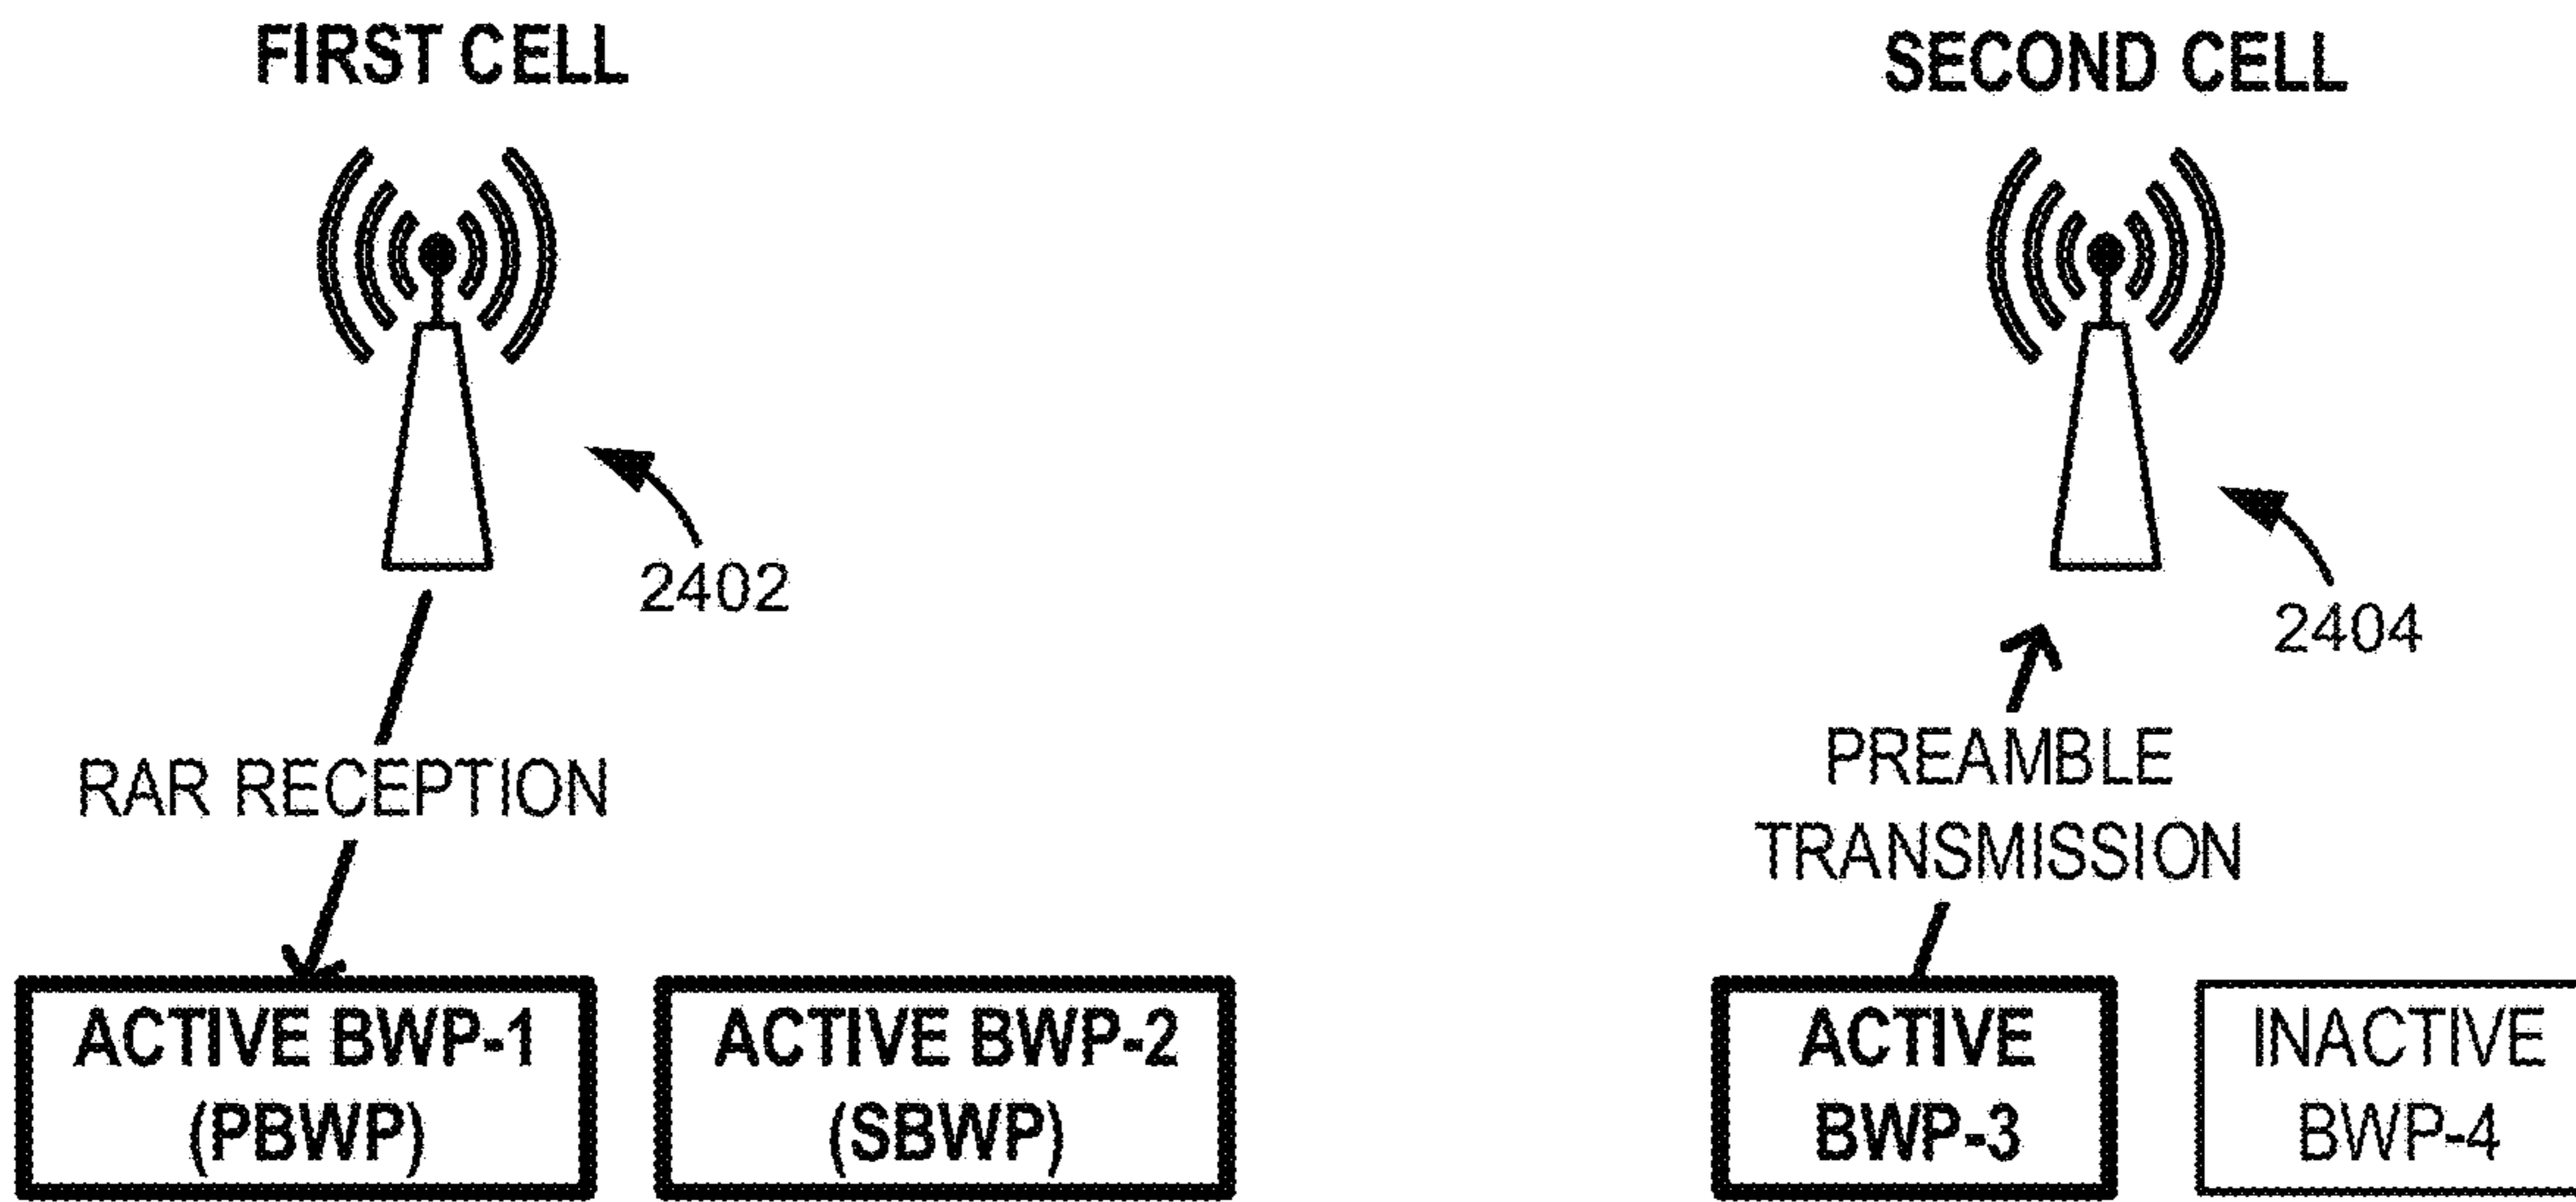 FIRST CELL
SECOND CELL
2402
2404
RAR RECEPTION
PREAMBLE
TRANSMISSION
ACTIVE BWP-1
(PBWP)
ACTIVE BWP-2
(SBWP)
ACTIVE
BWP-3
INACTIVE
BWP-4